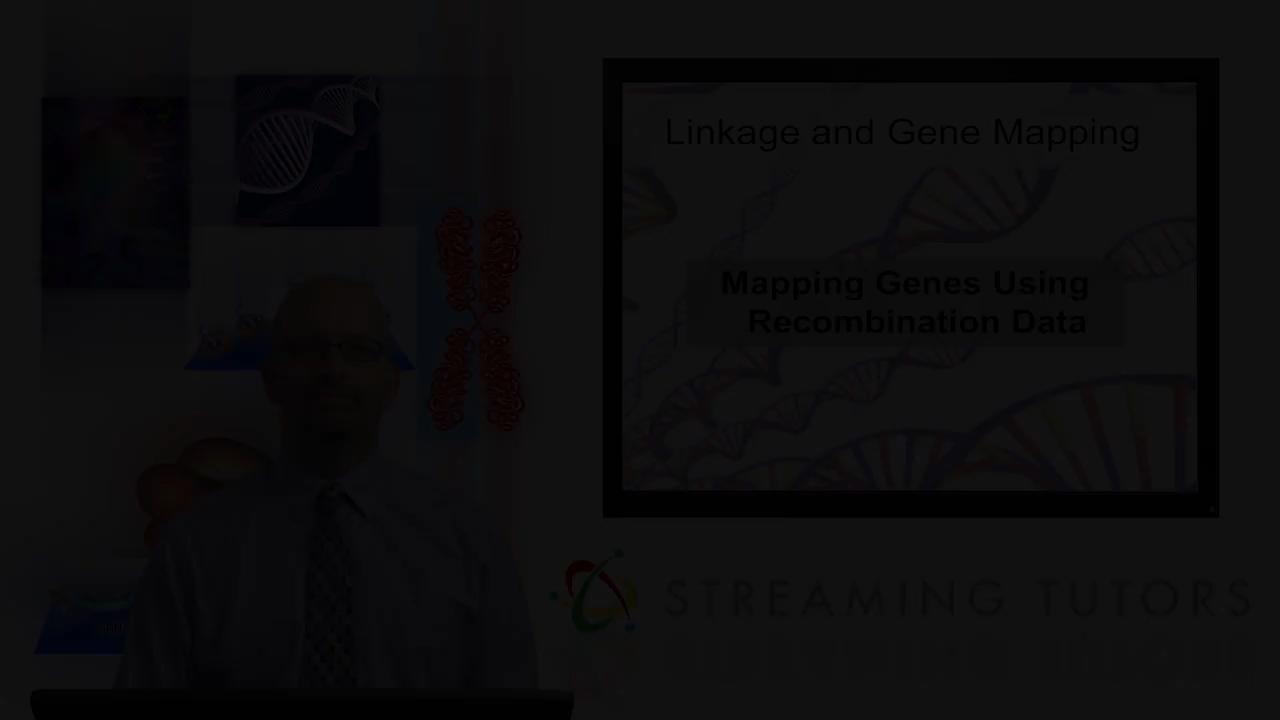 Linkage and Gene Mapping
Mapping Genes Using
Recombination Data
STREAMING TUTORS